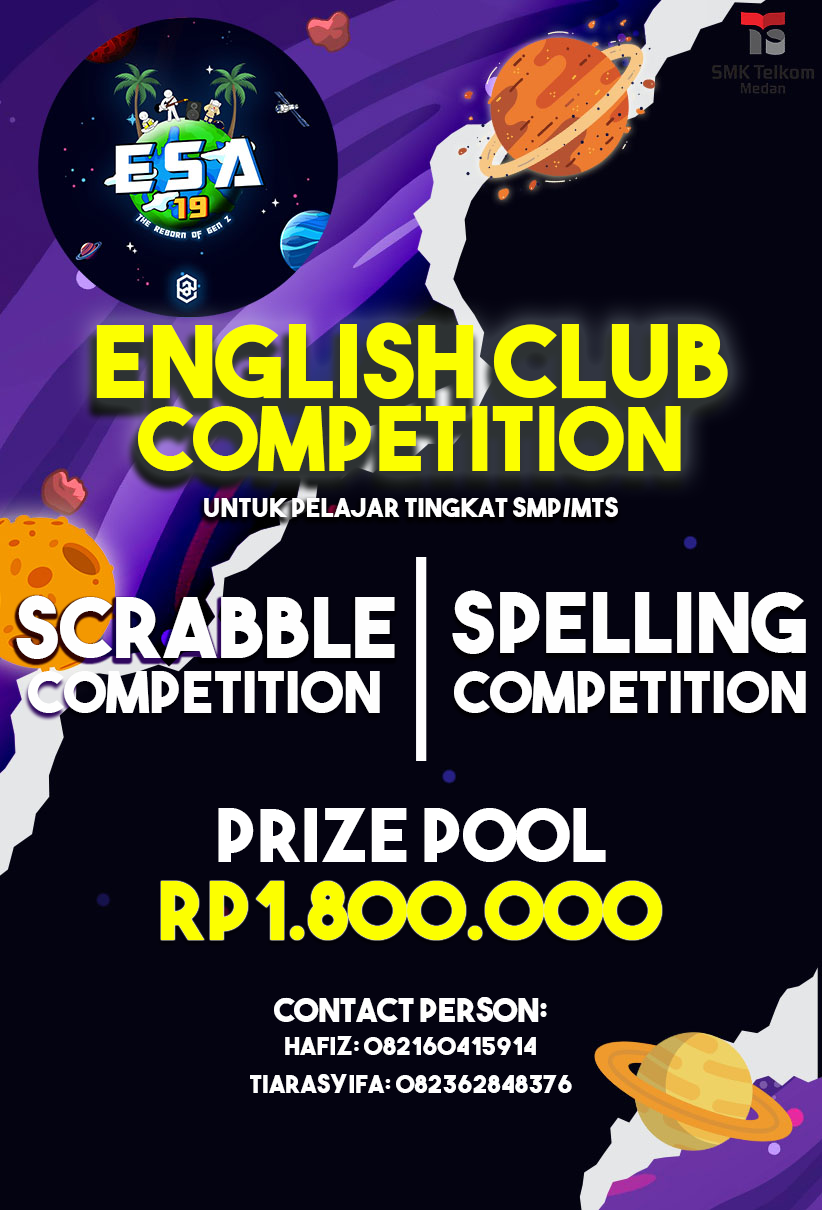 SMK Telkom
Medan
ESA
19
THE REBORN OF GEN Z
ENGLISH CLUB
COMPETITION
UNTUK PELAJAR TINGKAT SMP/MTS
SCRABBLE
COMPETITION
SPELLING
COMPETITION
PRIZE POOL
RP1.800.000
CONTACT PERSON:
HAFIZ: 082160415914
TIARASYIFA: 082362848376